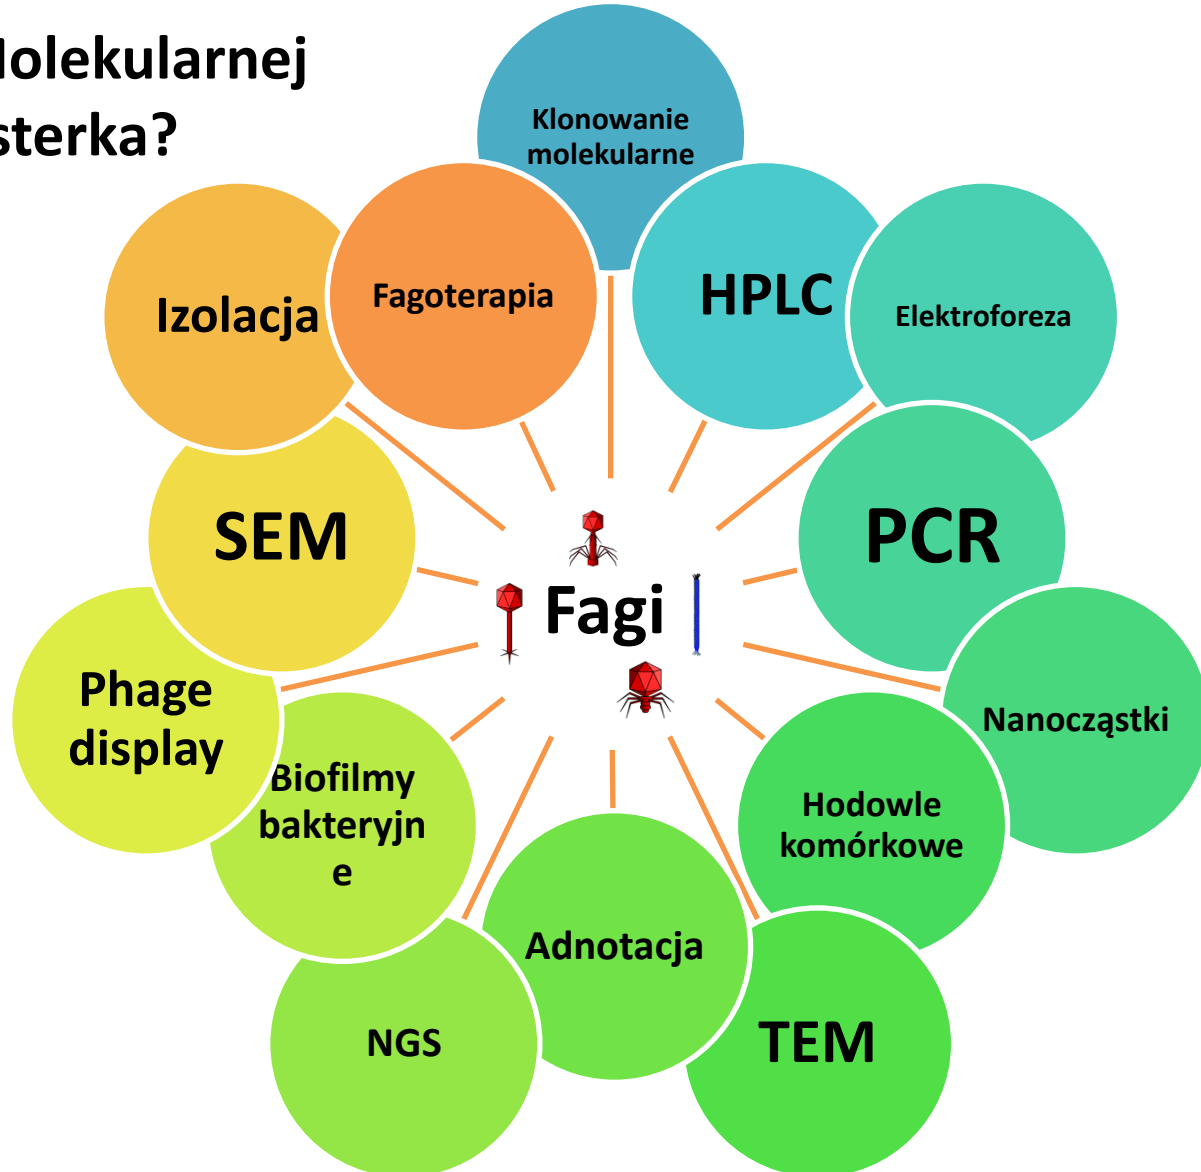 Molekularnej
sterka?
Klonowanie
molekularne
Izolacja
Fagoterapia
HPLC
Elektroforeza
SEM
PCR
Fagi
Phage
display
Nanocząstki
Biofilmy
bakteryjn
e
Hodowle
komórkowe
Adnotacja
NGS
TEM